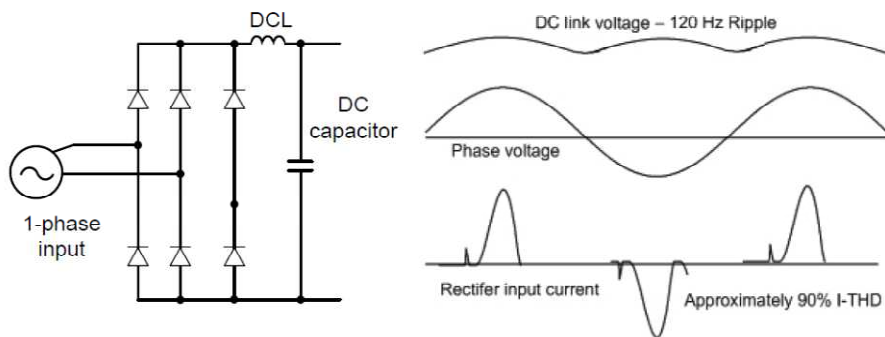 DCL
DC
capacitor
1-phase
input
DC link voltage – 120 Hz Ripple
Phase voltage
Rectifer input current
Approximately 90% I-THD